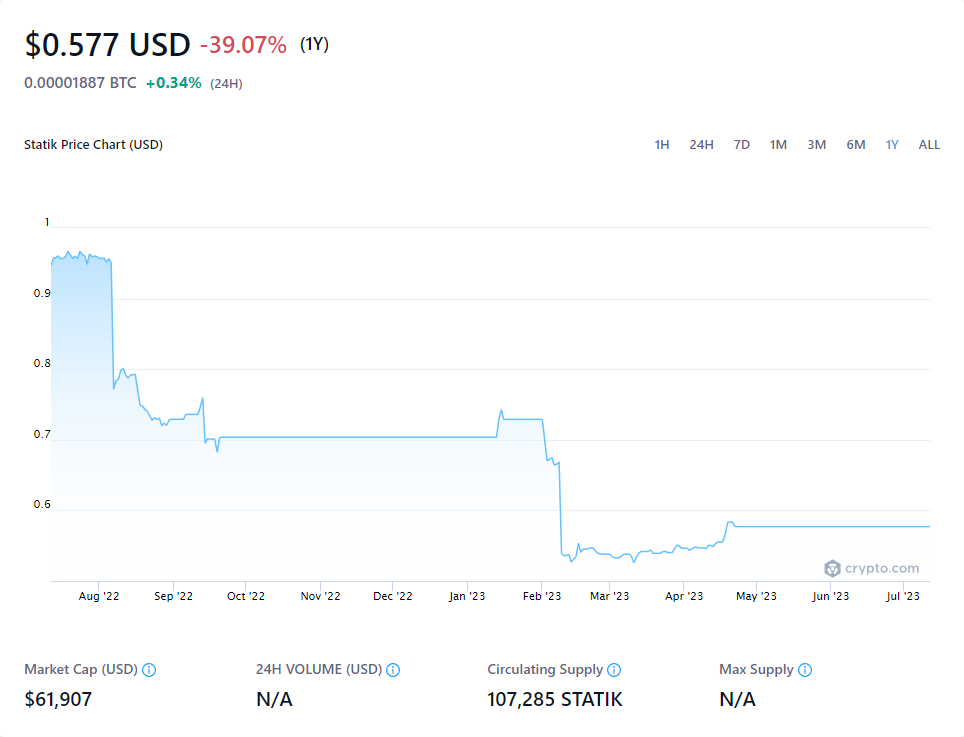 $0.577 USD -39.07% (1Y)
0.00001887 BTC +0.34% (24H)
Statik Price Chart (USD) 1H 24H 7D 1M 3M 6M 1Y ALL
1
0.9
0.8
0.7
0.6
crypto.com
Aug '22 Sep '22 Oct '22 Nov '22 Dec '22 Jan '23 Feb '23 Mar '23 Apr '23 May '23 Jun '23 Jul '23
Market Cap (USD) 24H VOLUME (USD) Circulating Supply Max Supply
$61,907 N/A 107,285 STATIK N/A